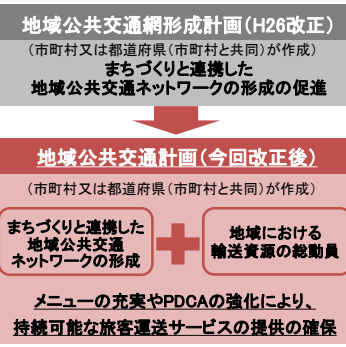 地域公共交通網形成計画(H26改正)
(市町村又は都道府県(市町村と共同)が作成)
まちづくりと連携した
地域公共交通ネットワークの形成の促進
地域公共交通計画(今回改正後)
(市町村又は都道府県(市町村と共同)が作成)
まちづくりと連携した
地域公共交通
ネットワークの形成
地域における
輸送資源の総動員
メニューの充実やPDCAの強化により、
持続可能な旅客運送サービスの提供の確保